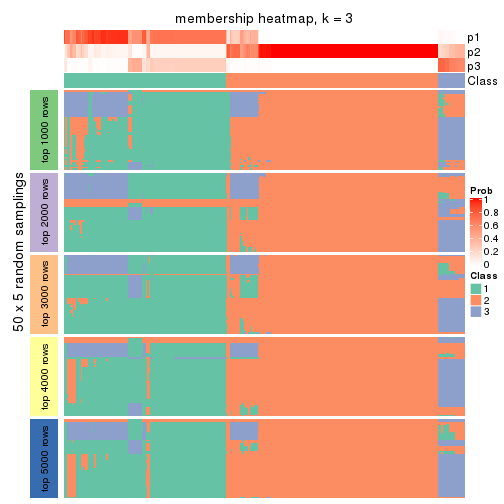 membership heatmap, k = 3
p1
p2
p3
Class
50 x 5 random samplings
top 1000 rows
top 2000 rows
top 3000 rows
top 4000 rows
top 5000 rows
Prob
1
0.8
0.6
0.4
0.2
0
Class
1
2
3